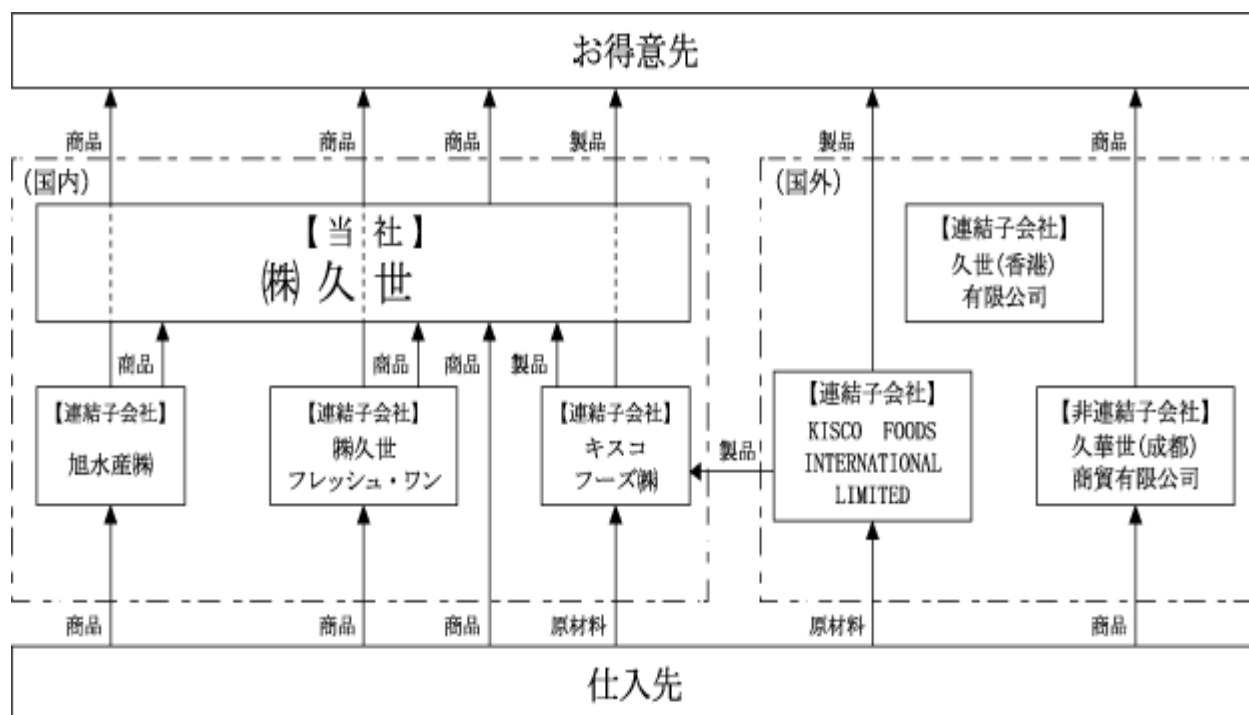 お得意先
商品
商品
商品
製品
製品
商品
(国内)
(国外)
【当 社】
㈱久 世
【連結子会社】
久世(香港)
有限公司
商品
商品
商品
製品
【連結子会社】
旭水産㈱
【連結子会社】
㈱久世
フレッシュ・ワン
【連結子会社】
キスコ
フーズ㈱
製品
【連結子会社】
KISCO FOODS
INTERNATIONAL
LIMITED
【非連結子会社】
久華世(成都)
商貿有限公司
商品
商品
商品
原材料
原材料
商品
仕入先